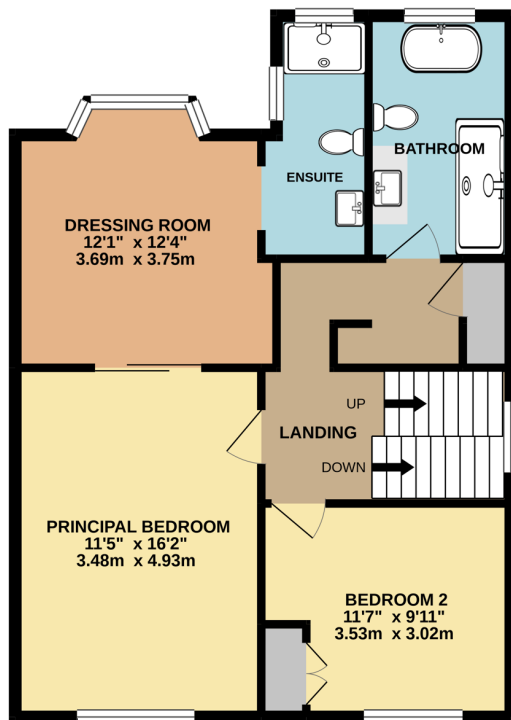 BATHROOM
ENSUITE
DRESSING ROOM
12'1" x 12'4"
3.69m x 3.75m
UP
LANDING
DOWN
PRINCIPAL BEDROOM
11'5" x 16'2"
3.48m x 4.93m
BEDROOM 2
11'7" x 9'11"
3.53m x 3.02m